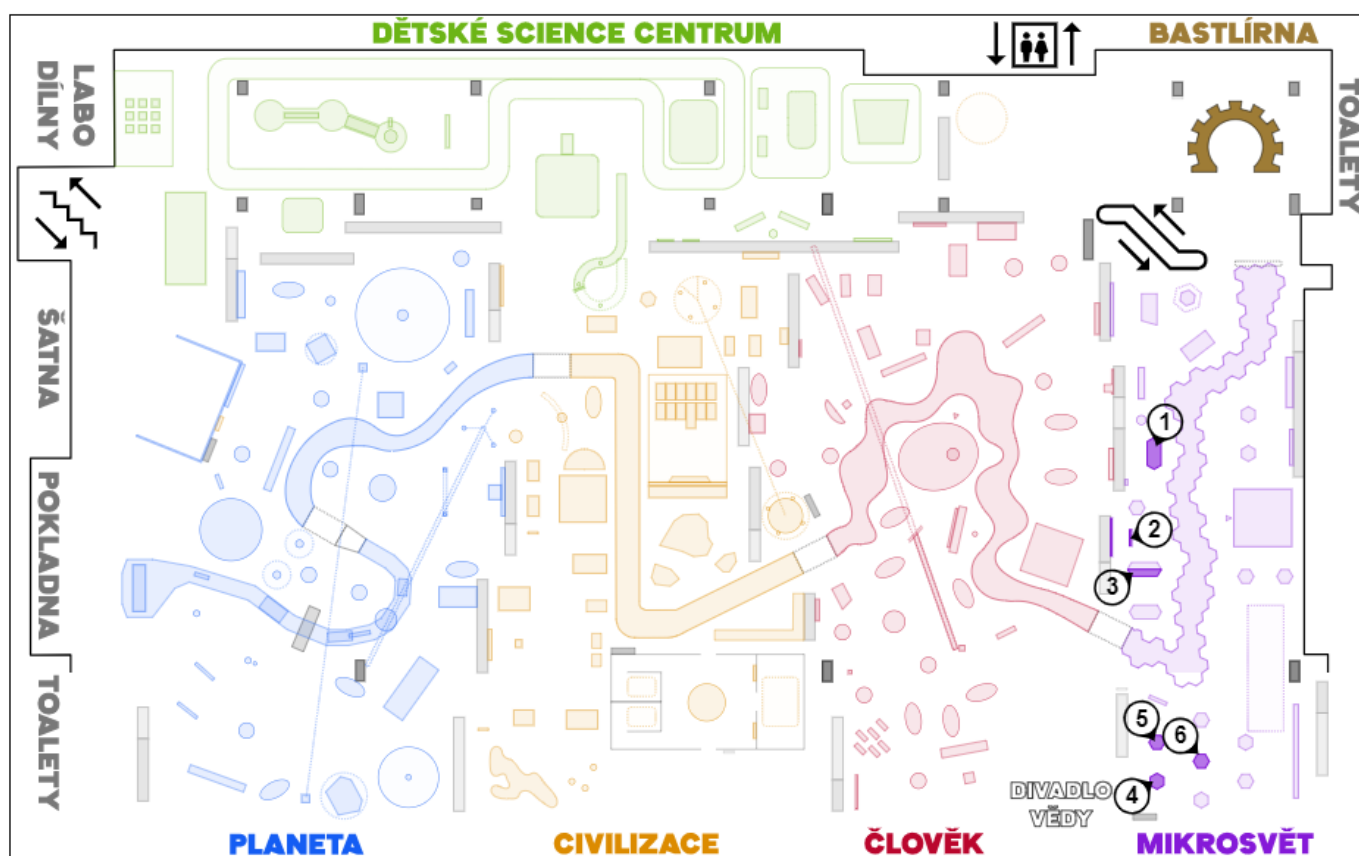 DĚTSKÉ SCIENCE CENTRUM
BASTLÍRNA
LABO
DÍLNY
TOALETY
ŠATNA
1
POKLADNA
2
3
TOALETY
5
6
4
DIVADLO
VĚDY
PLANETA
CIVILIZACE
ČLOVĚK
MIKROSVĚT